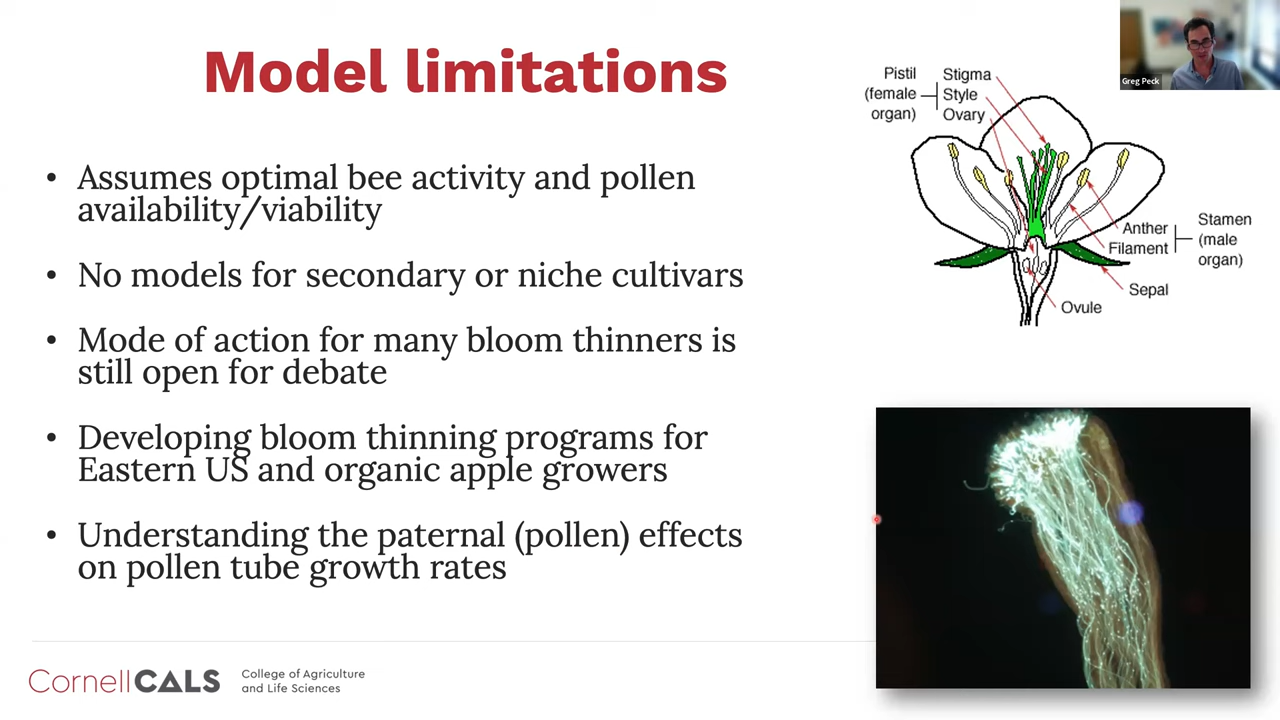 Model limitations
• Assumes optimal bee activity and pollen
availability/viability
• No models for secondary or niche cultivars
• Mode of action for many bloom thinners is
still open for debate
• Developing bloom thinning programs for
Eastern US and organic apple growers
• Understanding the paternal (pollen) effects
on pollen tube growth rates
Pistil
(female
organ)
Stigma
Style
Ovary
Anther
Filament
Stamen
(male
organ)
Sepal
Ovule
Greg Peck
CornellCALS
College of Agriculture
and Life Sciences